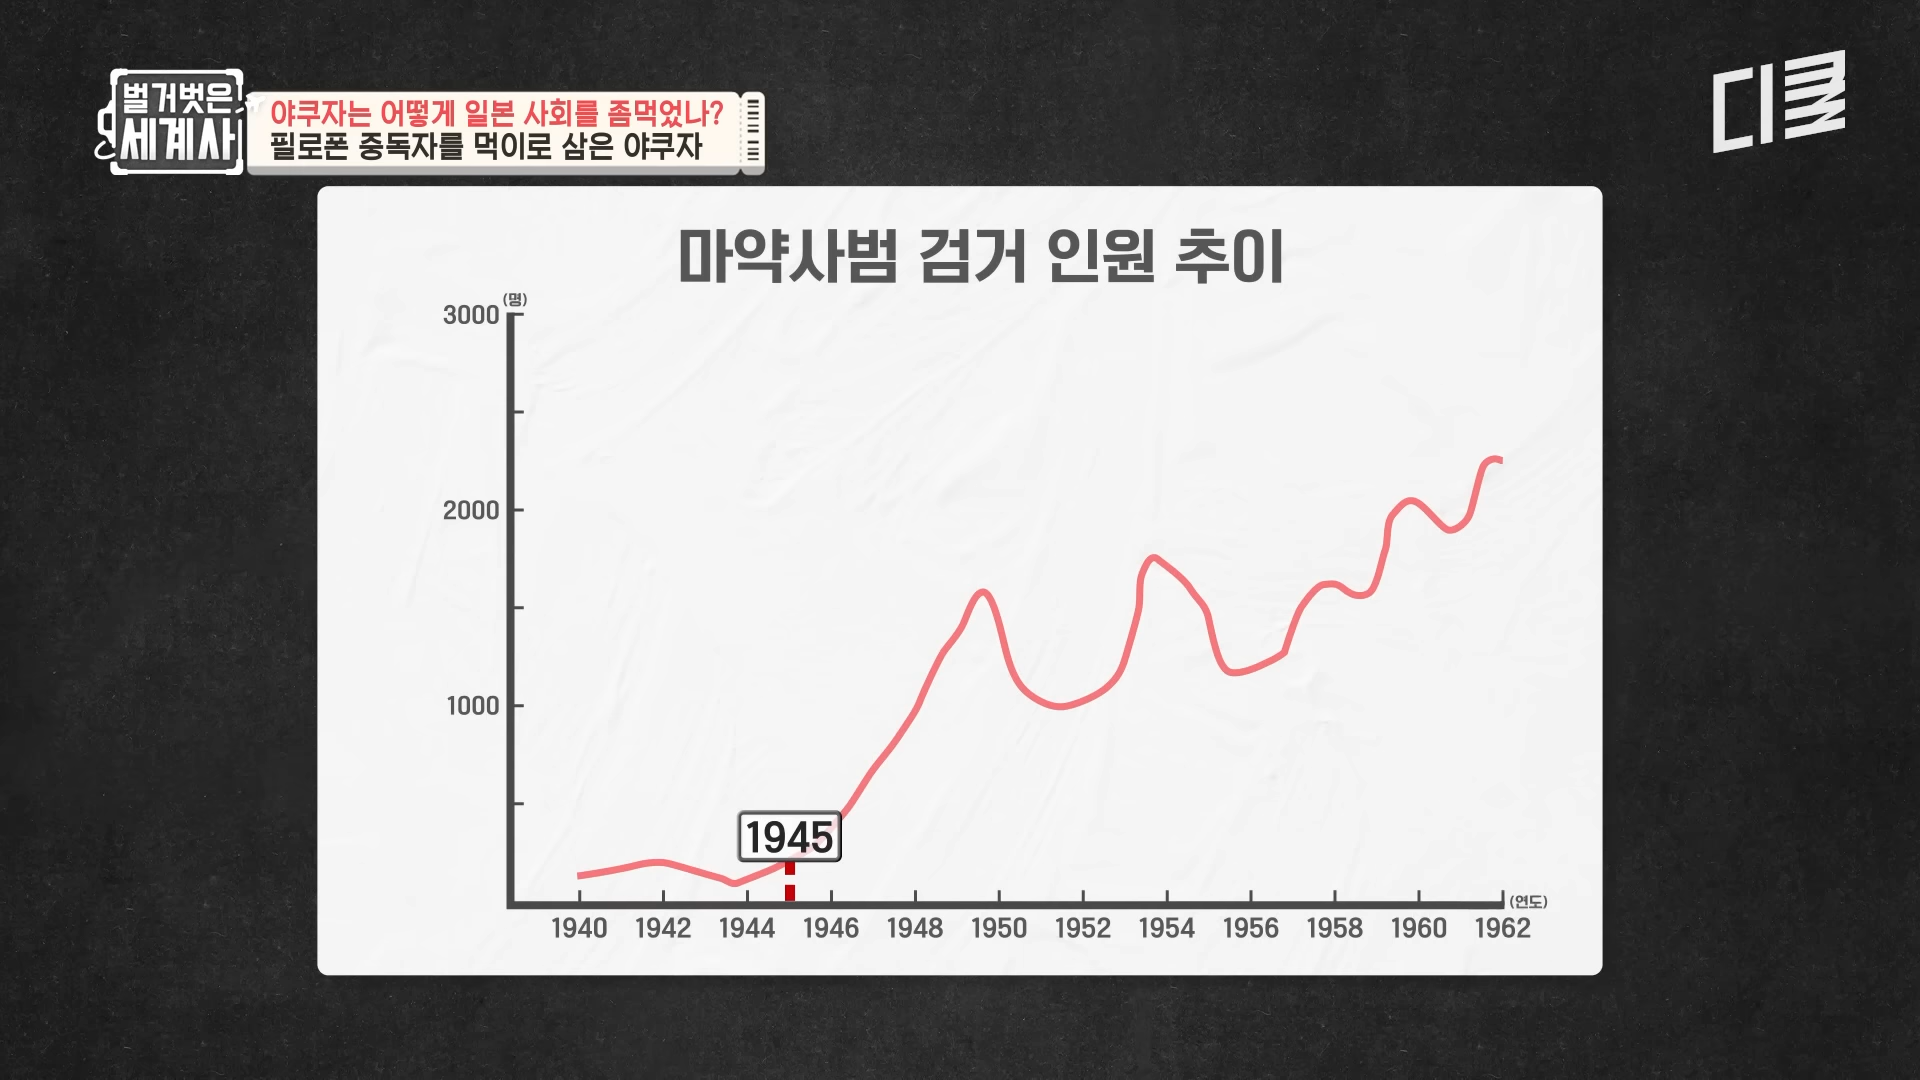 벌거벗은
세계사
야쿠자는 어떻게 일본 사회를 좀먹었나?
필로폰 중독자를 먹이로 삼은 야쿠자
디글
마약사범 검거 인원 추이
(명)
3000
2000
1000
1945
1940 1942 1944 1946 1948 1950 1952 1954 1956 1958 1960 1962
(연도)